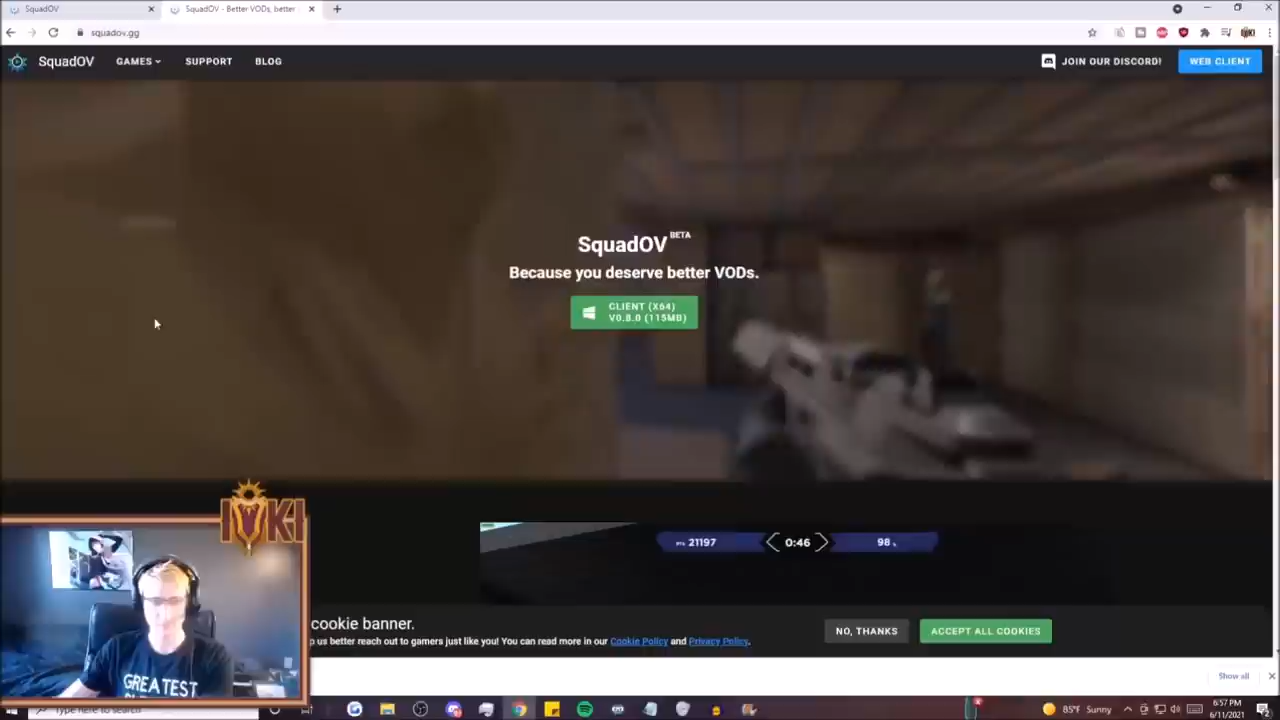 SquadOV
SquadOV - Better VODs, better
squadov.gg
SquadOV
GAMES
SUPPORT
BLOG
JOIN OUR DISCORD!
WEB CLIENT
SquadOV BETA
Because you deserve better VODs.
CLIENT (X64)
V0.8.0 (115MB)
21197
0:46
98
cookie banner.
p us better reach out to gamers just like you! You can read more in our Cookie Policy and Privacy Policy.
NO, THANKS
ACCEPT ALL COOKIES
GREATEST
Show all
Type here to search
85°F Sunny
6:57 PM
6/11/2021